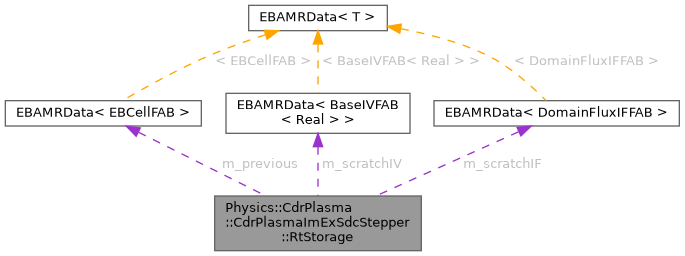 EBAMRData< T >
< EBCellFAB >
< BaseIVFAB< Real > >
< DomainFluxIFFAB >
EBAMRData< EBCellFAB >
EBAMRData< BaseIVFAB
< Real > >
EBAMRData< DomainFluxIFFAB >
m_previous
m_scratchIV
m_scratchIF
Physics::CdrPlasma
::CdrPlasmaImExSdcStepper
::RtStorage